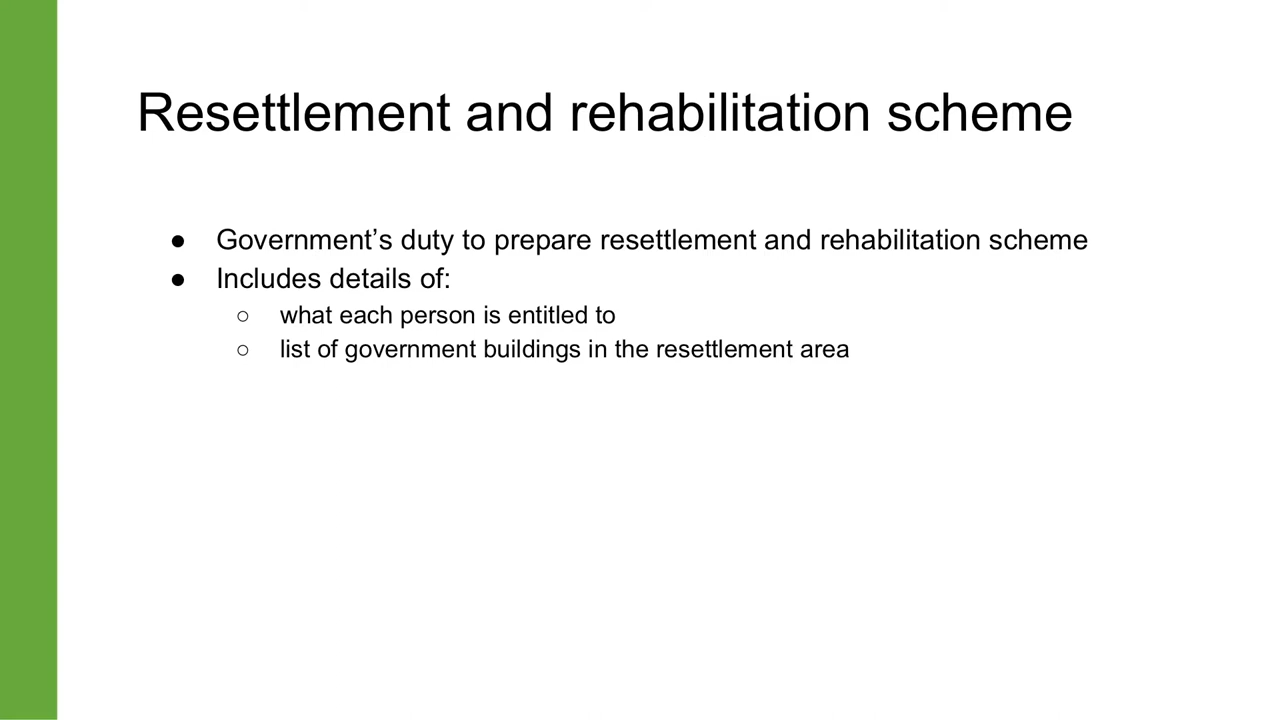 Resettlement and rehabilitation scheme
● Government’s duty to prepare resettlement and rehabilitation scheme
● Includes details of:
○ what each person is entitled to
○ list of government buildings in the resettlement area